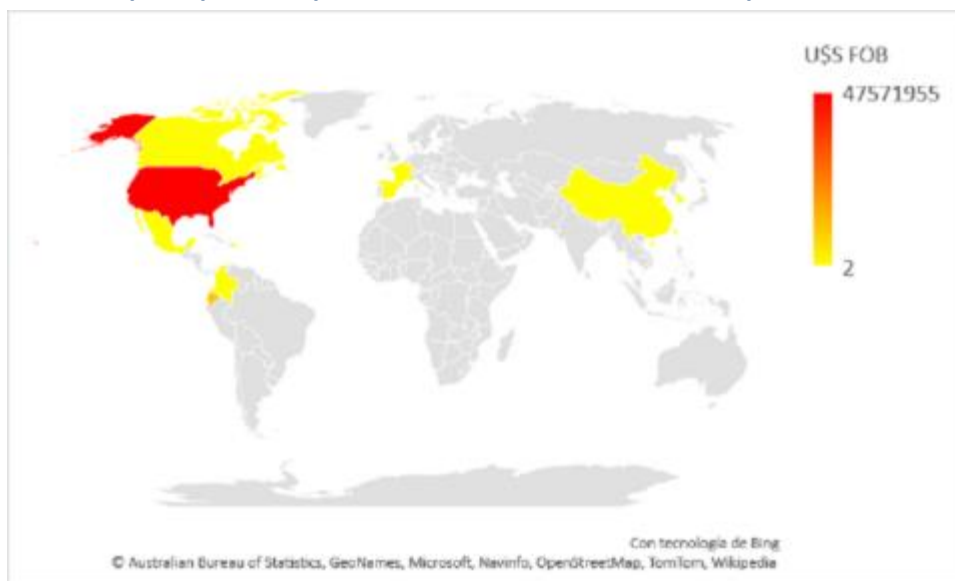 U$S FOB
47571955
2
Con tecnología de Bing
© Australian Bureau of Statistics, GeoNames, Microsoft, Navinfo, OpenStreetMap, TomTom, Wikipedia